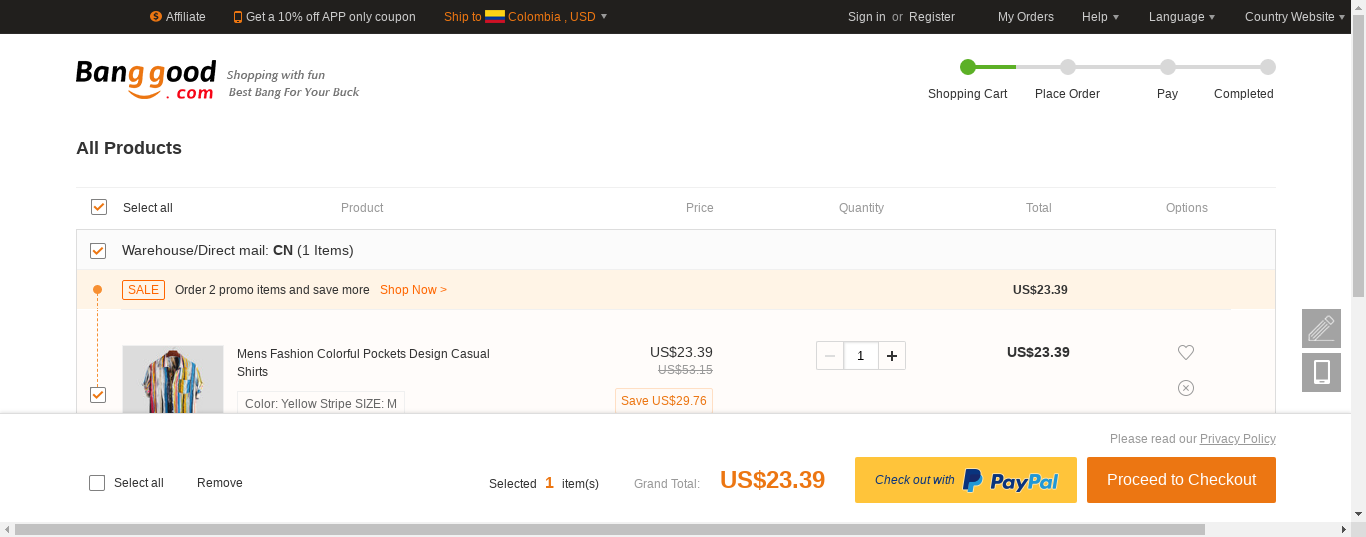 Affiliate
Get a 10% off APP only coupon
Ship to Colombia , USD
Sign in or Register
My Orders
Help
Language
Country Website
Banggood.com
Shopping with fun
Best Bang For Your Buck
Shopping Cart
Place Order
Pay
Completed
All Products
Select all
Product
Price
Quantity
Total
Options
Warehouse/Direct mail: CN (1 Items)
SALE Order 2 promo items and save more Shop Now >
US$23.39
Mens Fashion Colorful Pockets Design Casual
Shirts
Color: Yellow Stripe SIZE: M
US$23.39
US$53.15
Save US$29.76
1
US$23.39
Please read our Privacy Policy
Select all
Remove
Selected 1 item(s)
Grand Total: US$23.39
Check out with PayPal
Proceed to Checkout